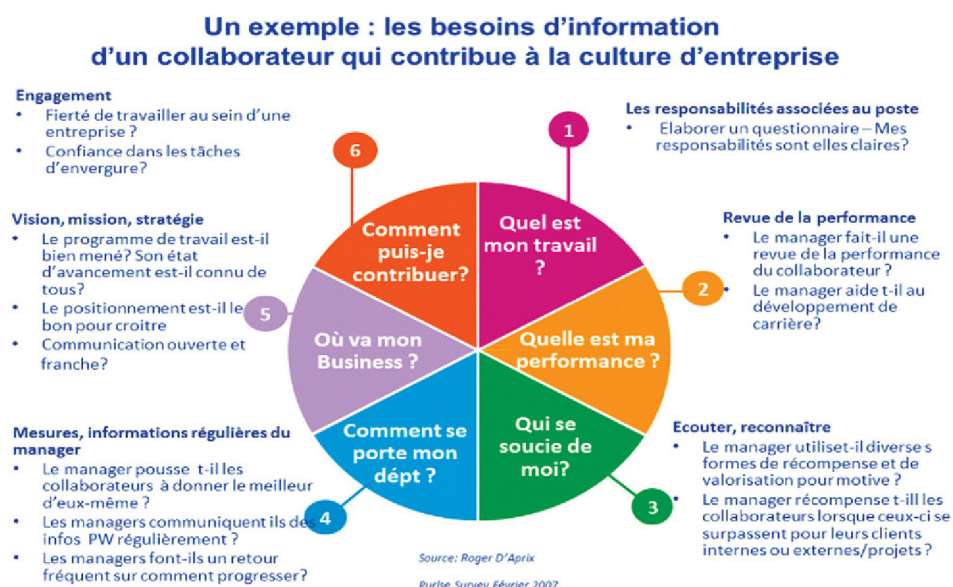 Un exemple : les besoins d'information
d'un collaborateur qui contribue à la culture d'entreprise
Engagement
• Fierté de travailler au sein d'une
entreprise ?
• Confiance dans les tâches
d'envergure?
6
1
Les responsabilités associées au poste
• Elaborer un questionnaire – Mes
responsabilités sont elles claires?
Vision, mission, stratégie
• Le programme de travail est-il
bien mené? Son état
d'avancement est-il connu de
tous?
• Le positionnement est-il le
bon pour croitre
• Communication ouverte et
franche?
5
Comment
puis-je
contribuer?
Quel est
mon travail
?
Revue de la performance
• Le manager fait-il une
revue de la performance
du collaborateur ?
• Le manager aide t-il au
développement de
carrière?
2
Où va mon
Business ?
Quelle est ma
performance ?
Comment se
porte mon
dépt ?
Qui se
soucie de
moi?
Mesures, informations régulières du
manager
• Le manager pousse t-il les
collaborateurs à donner le meilleur
d'eux-même ?
• Les managers communiquent ils des
infos PW régulièrement ?
• Les managers font-ils un retour
fréquent sur comment progresser?
4
3
Ecouter, reconnaître
• Le manager utiliset-il diverse s
formes de récompense et de
valorisation pour motive ?
• Le manager récompense t-ill les
collaborateurs lorsque ceux-ci se
surpassent pour leurs clients
internes ou externes/projets ?
Source: Roger D'Aprix
Survey Février 2007